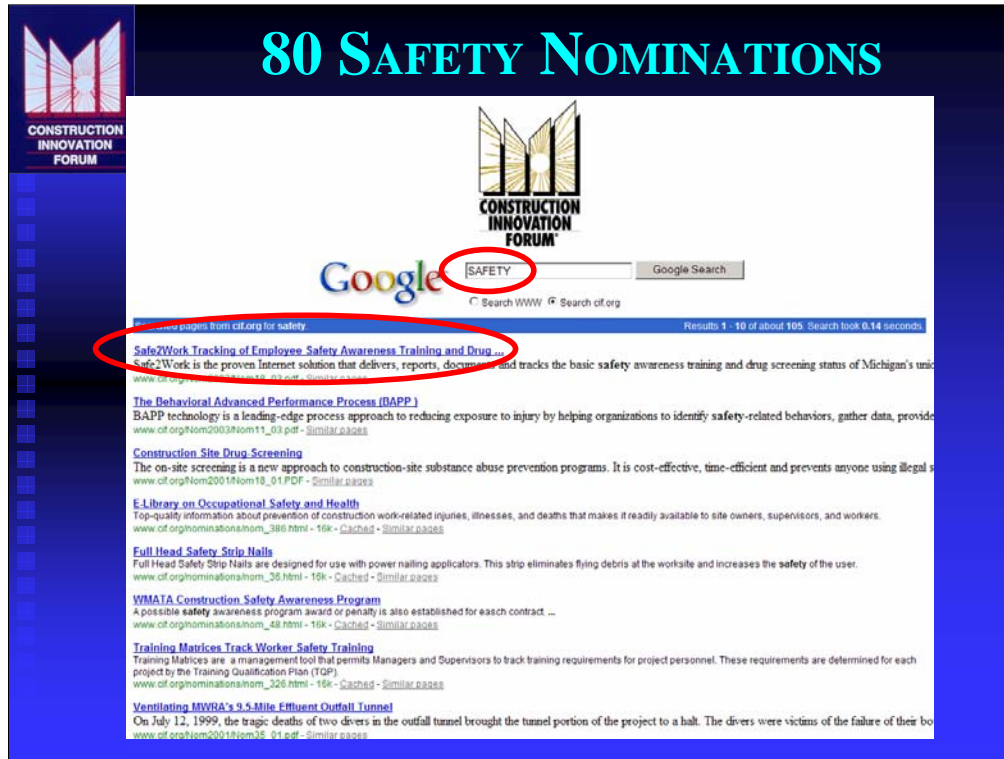 80 SAFETY NOMINATIONS
CONSTRUCTION
INNOVATION
FORUM
CONSTRUCTION
INNOVATION
FORUM
Google
SAFETY
Google Search
Search WWW Search cif.org
pages from cif.org for safety. Results 1 - 10 of about 105. Search took 0.14 seconds.
Safe2Work Tracking of Employee Safety Awareness Training and Drug ...
Safe2Work is the proven Internet solution that delivers, reports, documents and tracks the basic safety awareness training and drug screening status of Michigan's unio
www.cif.org/Nom2003/Nom18_03.pdf - Similar pages
The Behavioral Advanced Performance Process (BAPP )
BAPP technology is a leading-edge process approach to reducing exposure to injury by helping organizations to identify safety-related behaviors, gather data, provide
www.cif.org/Nom2003/Nom11_03.pdf - Similar pages
Construction Site Drug-Screening
The on-site screening is a new approach to construction-site substance abuse prevention programs. It is cost-effective, time-efficient and prevents anyone using illegal s
www.cif.org/Nom2001/Nom18_01.PDF - Similar pages
E-Library on Occupational Safety and Health
Top-quality information about prevention of construction work-related injuries, illnesses, and deaths that makes it readily available to site owners, supervisors, and workers.
www.cif.org/nominations/nom_386.html - 16k - Cached - Similar pages
Full Head Safety Strip Nails
Full Head Safety Strip Nails are designed for use with power nailing applicators. This strip eliminates flying debris at the worksite and increases the safety of the user.
www.cif.org/nominations/nom_36.html - 16k - Cached - Similar pages
WMATA Construction Safety Awareness Program
A possible safety awareness program award or penalty is also established for easch contract. ...
www.cif.org/nominations/nom_48.html - 16k - Cached - Similar pages
Training Matrices Track Worker Safety Training
Training Matrices are a management tool that permits Managers and Supervisors to track training requirements for project personnel. These requirements are determined for each
project by the Training Qualification Plan (TQP).
www.cif.org/nominations/nom_326.html - 16k - Cached - Similar pages
Ventilating MWRA's 9.5-Mile Effluent Outfall Tunnel
On July 12, 1999, the tragic deaths of two divers in the outfall tunnel brought the tunnel portion of the project to a halt. The divers were victims of the failure of their bo
www.cif.org/Nom2001/Nom35_01.pdf - Similar pages